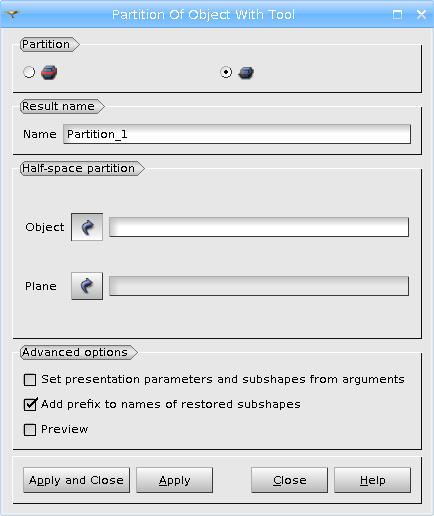 Partition Of Object With Tool
Partition
Result name
Name Partition_1
Half-space partition
Object
Plane
Advanced options
Set presentation parameters and subshapes from arguments
Add prefix to names of restored subshapes
Preview
Apply and Close Apply Close Help